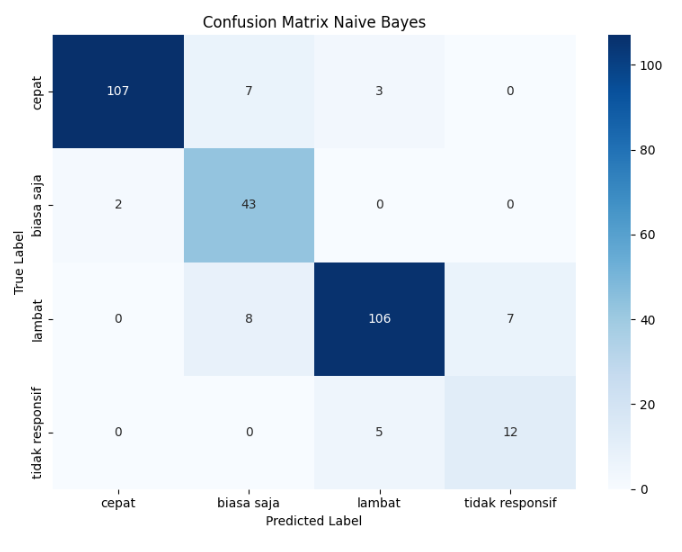 Confusion Matrix Naive Bayes
True Label
cepat
107 7 3 0
biasa saja
2 43 0 0
lambat
0 8 106 7
tidak responsif
0 0 5 12
cepat biasa saja lambat tidak responsif
Predicted Label
100
80
60
40
20
0